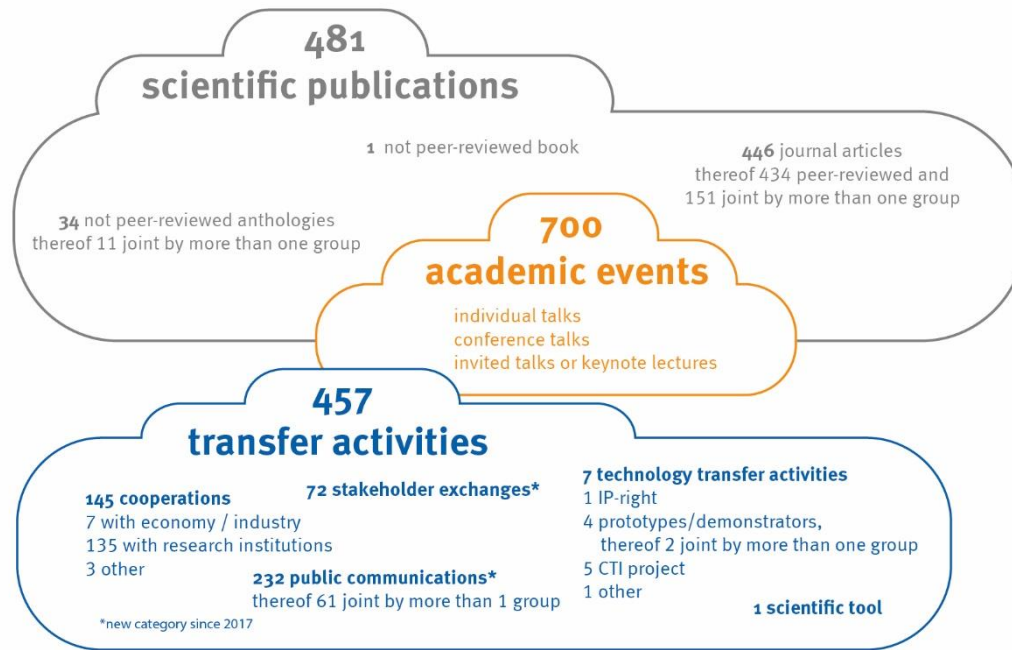 481
scientific publications
1 not peer-reviewed book
446 journal articles
thereof 434 peer-reviewed and
151 joint by more than one group
34 not peer-reviewed anthologies
thereof 11 joint by more than one group
700
academic events
individual talks
conference talks
invited talks or keynote lectures
457
transfer activities
145 cooperations
7 with economy / industry
135 with research institutions
3 other
72 stakeholder exchanges*
232 public communications*
thereof 61 joint by more than 1 group
7 technology transfer activities
1 IP-right
4 prototypes/demonstrators,
thereof 2 joint by more than one group
5 CTI project
1 other
1 scientific tool
*new category since 2017